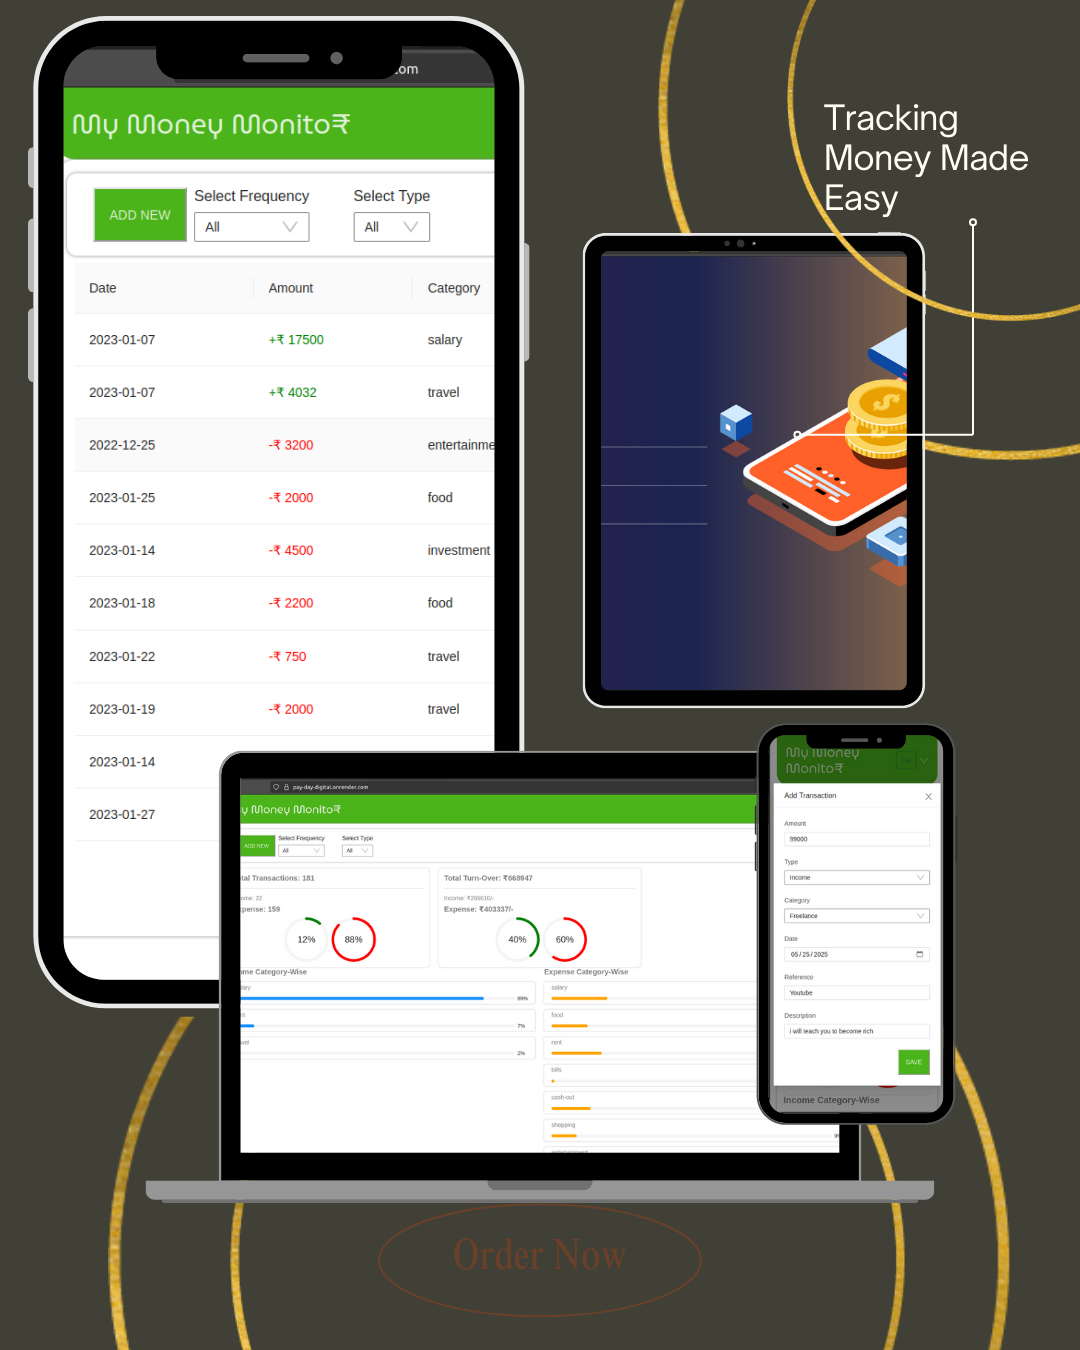 .com
My Money Monito₹
ADD NEW
Select Frequency
Select Type
All
All
Date Amount Category
2023-01-07 +₹ 17500 salary
2023-01-07 +₹ 4032 travel
2022-12-25 -₹ 3200 entertainme
2023-01-25 -₹ 2000 food
2023-01-14 -₹ 4500 investment
2023-01-18 -₹ 2200 food
2023-01-22 -₹ 750 travel
2023-01-19 -₹ 2000 travel
2023-01-14
2023-01-27
Tracking
Money Made
Easy
pay-day-digital.onrender.com
y Money Monito₹
ADD NEW
Select Frequency
Select Type
All
All
tal Transactions: 181
ome: 22
pense: 159
12%
88%
Total Turn-Over: ₹668947
Income: ₹265610/-
Expense: ₹403337/-
40%
60%
ome Category-Wise
lary
89%
7%
vel
2%
Expense Category-Wise
salary
food
rent
bills
cash-out
shopping
entertainment
My Money
Monito₹
Add Transaction X
Amount
99000
Type
Income
Category
Freelance
Date
05/25/2025
Reference
Youtube
Description
i will teach you to become rich
SAVE
Income Category-Wise
Order Now